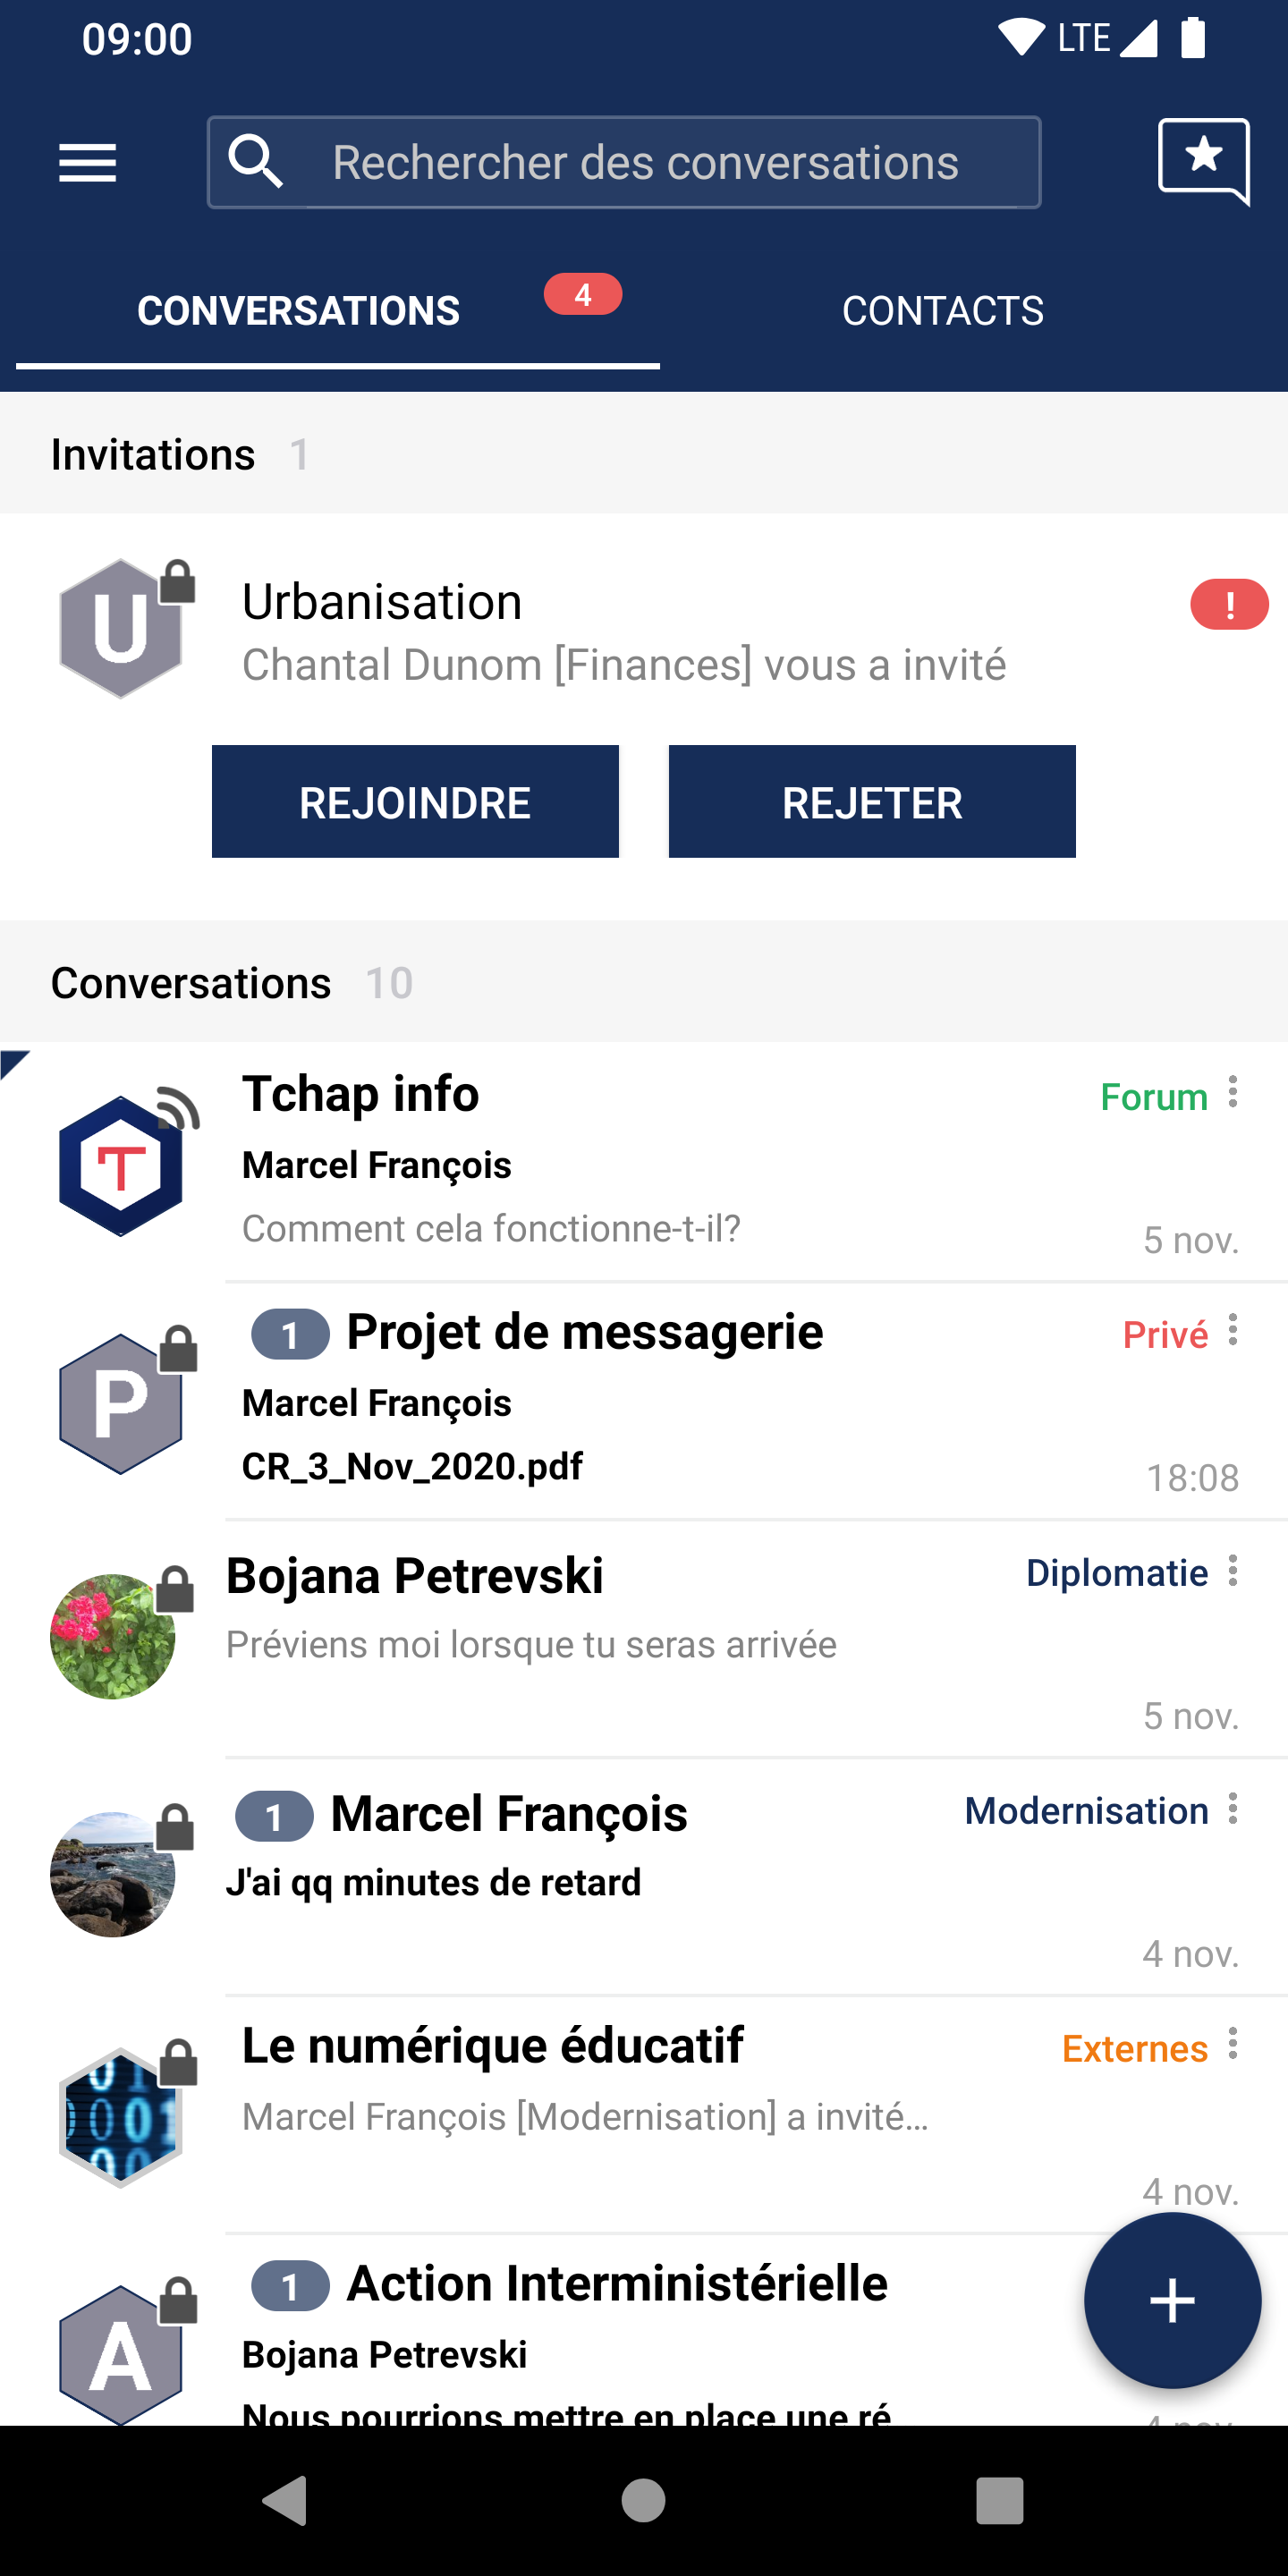 09:00 LTE
Rechercher des conversations
CONVERSATIONS 4 CONTACTS
Invitations 1
U Urbanisation !
Chantal Dunom [Finances] vous a invité
REJOINDRE REJETER
Conversations 10
T Tchap info Forum
Marcel François
Comment cela fonctionne-t-il?
5 nov.
P 1 Projet de messagerie Privé
Marcel François
CR_3_Nov_2020.pdf
18:08
Bojana Petrevski Diplomatie
Préviens moi lorsque tu seras arrivée
5 nov.
1 Marcel François Modernisation
J'ai qq minutes de retard
4 nov.
Le numérique éducatif Externes
Marcel François [Modernisation] a invité…
4 nov.
A 1 Action Interministérielle
Bojana Petrevski
Nous pourrions mettre en place une ré
4 nov.